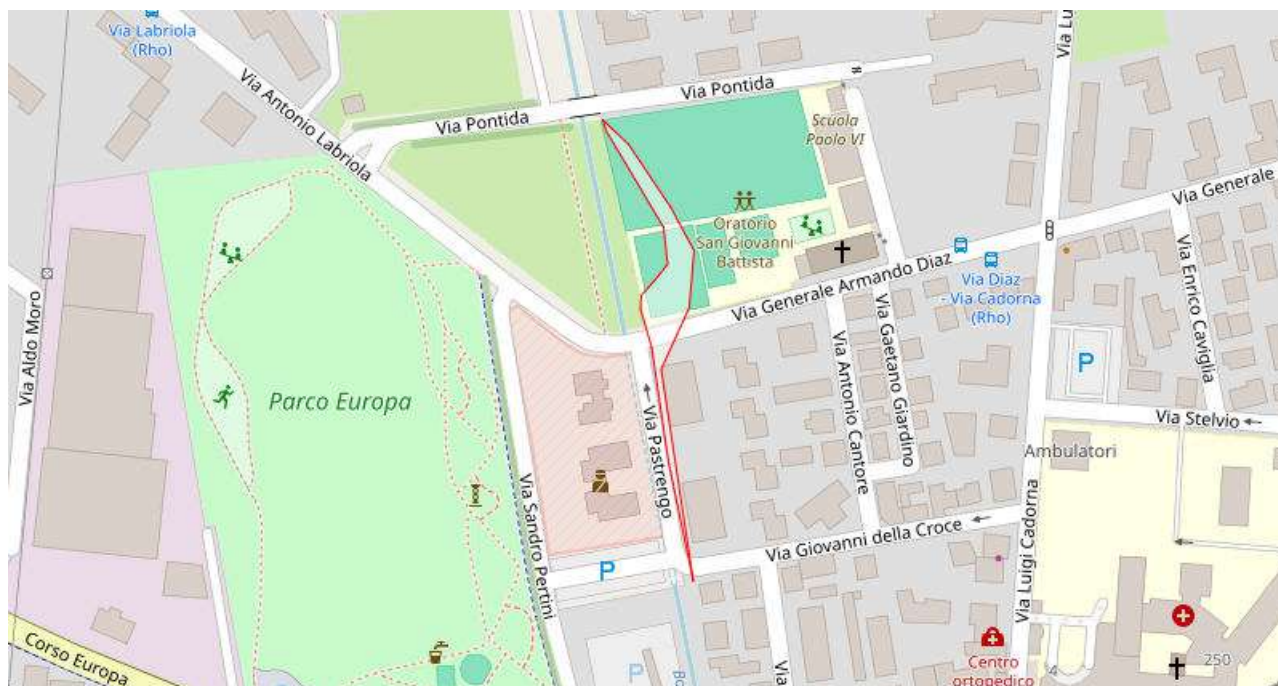 Via Labriola
(Rho)
Via Antonio Labriola
Via Pontida
Via Pontida
Scuola
Paolo VI
Via Lu
Via Generale
Oratorio
San Giovanni
Battista
Via Generale Armando Diaz
Via Diaz
- Via Cadorna
(Rho)
Via Enrico Caviglia
Via Aldo Moro
Parco Europa
Via Pastrengo
Via Antonio Cantore
Via Gaetano Giardino
P
Via Stelvio
Ambulatori
Via Sandro Pertini
Via Giovanni della Croce
Via Luigi Cadorna
P
Corso Europa
P
Via
Centro
ortopedico
4
250